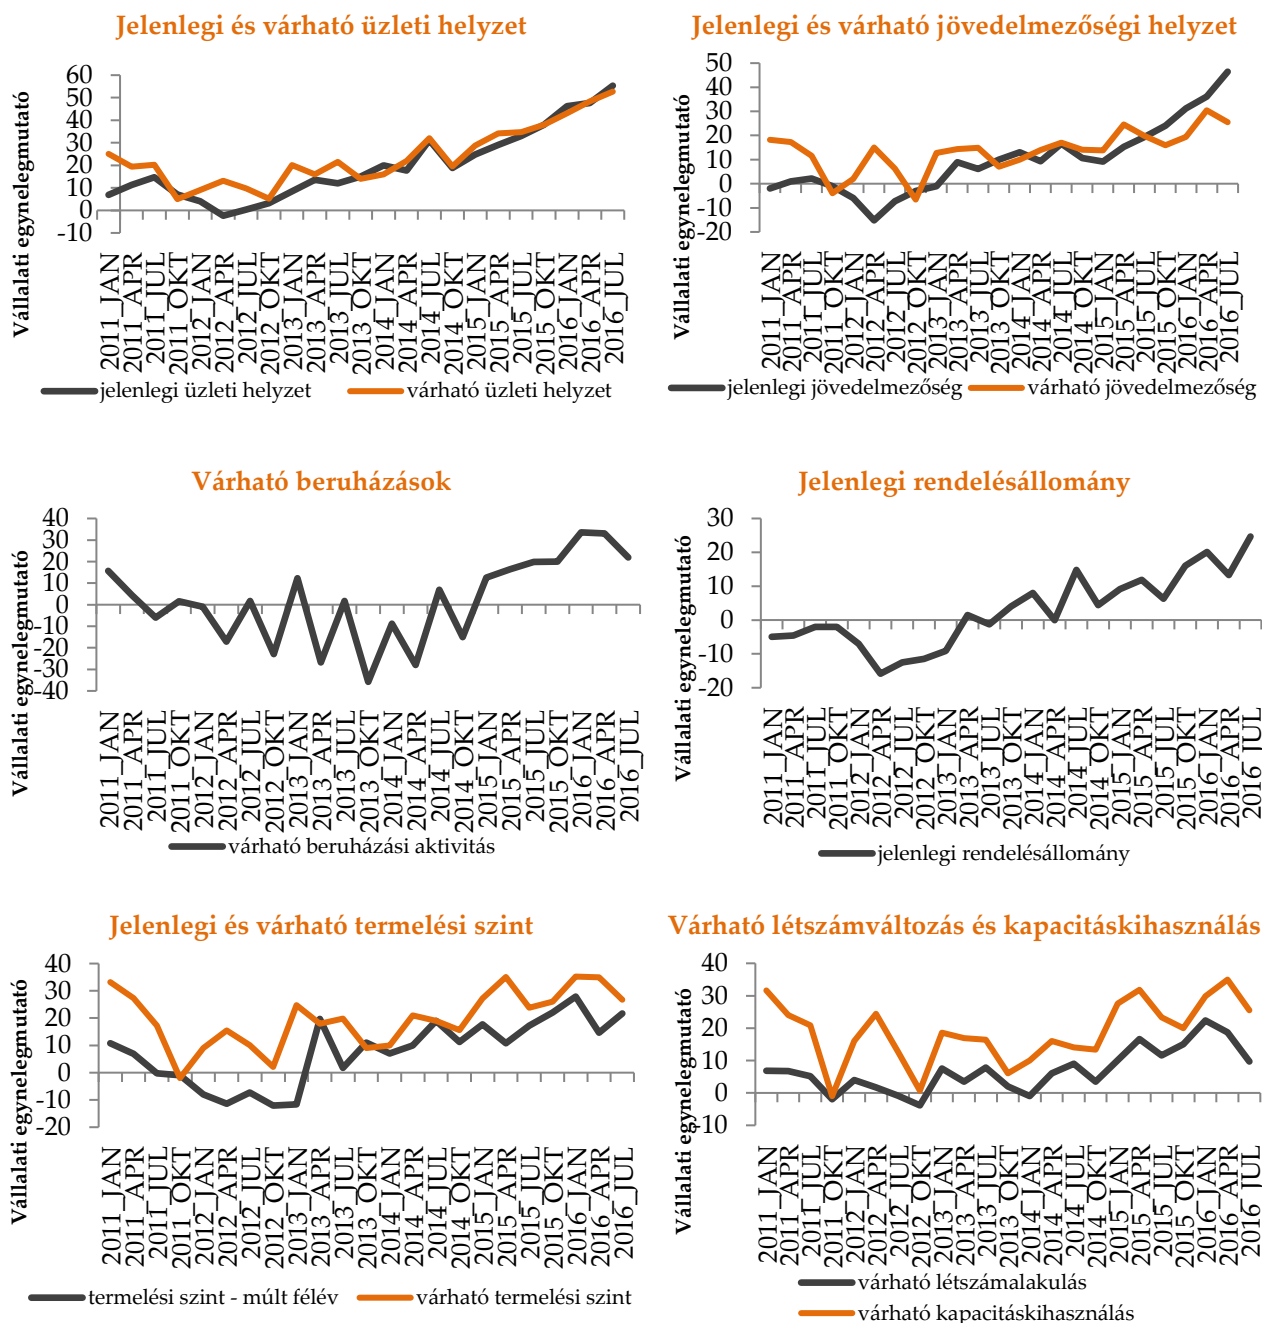 Jelenlegi és várható üzleti helyzet
Vállalati egynelegmutató
60
50
40
30
20
10
0
-10
2011_JAN
2011_APR
2011_JUL
2011_OKT
2012_JAN
2012_APR
2012_JUL
2012_OKT
2013_JAN
2013_APR
2013_JUL
2013_OKT
2014_JAN
2014_APR
2014_JUL
2014_OKT
2015_JAN
2015_APR
2015_JUL
2015_OKT
2016_JAN
2016_APR
2016_JUL
jelenlegi üzleti helyzet
várható üzleti helyzet
Jelenlegi és várható jövedelmezőségi helyzet
Vállalati egynelegmutató
50
40
30
20
10
0
-10
-20
2011_JAN
2011_APR
2011_JUL
2011_OKT
2012_JAN
2012_APR
2012_JUL
2012_OKT
2013_JAN
2013_APR
2013_JUL
2013_OKT
2014_JAN
2014_APR
2014_JUL
2014_OKT
2015_JAN
2015_APR
2015_JUL
2015_OKT
2016_JAN
2016_APR
2016_JUL
jelenlegi jövedelmezőség
várható jövedelmezőség
Várható beruházások
Vállalati egynelegmutató
40
30
20
10
0
-10
-20
-30
-40
2011_JAN
2011_APR
2011_JUL
2011_OKT
2012_JAN
2012_APR
2012_JUL
2012_OKT
2013_JAN
2013_APR
2013_JUL
2013_OKT
2014_JAN
2014_APR
2014_JUL
2014_OKT
2015_JAN
2015_APR
2015_JUL
2015_OKT
2016_JAN
2016_APR
2016_JUL
várható beruházási aktivitás
Jelenlegi rendelésállomány
Vállalati egynelegmutató
30
20
10
0
-10
-20
2011_JAN
2011_APR
2011_JUL
2011_OKT
2012_JAN
2012_APR
2012_JUL
2012_OKT
2013_JAN
2013_APR
2013_JUL
2013_OKT
2014_JAN
2014_APR
2014_JUL
2014_OKT
2015_JAN
2015_APR
2015_JUL
2015_OKT
2016_JAN
2016_APR
2016_JUL
jelenlegi rendelésállomány
Jelenlegi és várható termelési szint
Vállalati egynelegmutató
40
30
20
10
0
-10
-20
2011_JAN
2011_APR
2011_JUL
2011_OKT
2012_JAN
2012_APR
2012_JUL
2012_OKT
2013_JAN
2013_APR
2013_JUL
2013_OKT
2014_JAN
2014_APR
2014_JUL
2014_OKT
2015_JAN
2015_APR
2015_JUL
2015_OKT
2016_JAN
2016_APR
2016_JUL
termelési szint - múlt félév
várható termelési szint
Várható létszámváltozás és kapacitáskihasználás
Vállalati egynelegmutató
40
30
20
10
0
-10
2011_JAN
2011_APR
2011_JUL
2011_OKT
2012_JAN
2012_APR
2012_JUL
2012_OKT
2013_JAN
2013_APR
2013_JUL
2013_OKT
2014_JAN
2014_APR
2014_JUL
2014_OKT
2015_JAN
2015_APR
2015_JUL
2015_OKT
2016_JAN
2016_APR
2016_JUL
várható létszámalakulás
várható kapacitáskihasználás